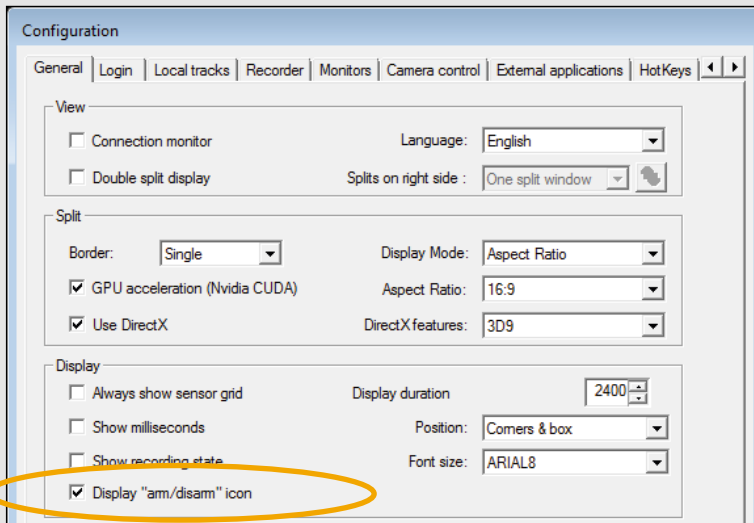 Configuration
General Login Local tracks Recorder Monitors Camera control External applications HotKeys
View
Connection monitor Language: English
Double split display Splits on right side : One split window
Split
Border: Single Display Mode: Aspect Ratio
GPU acceleration (Nvidia CUDA) Aspect Ratio: 16:9
Use DirectX DirectX features: 3D9
Display
Always show sensor grid Display duration 2400
Show milliseconds Position: Corners & box
Show recording state Font size: ARIAL8
Display "arm/disarm" icon